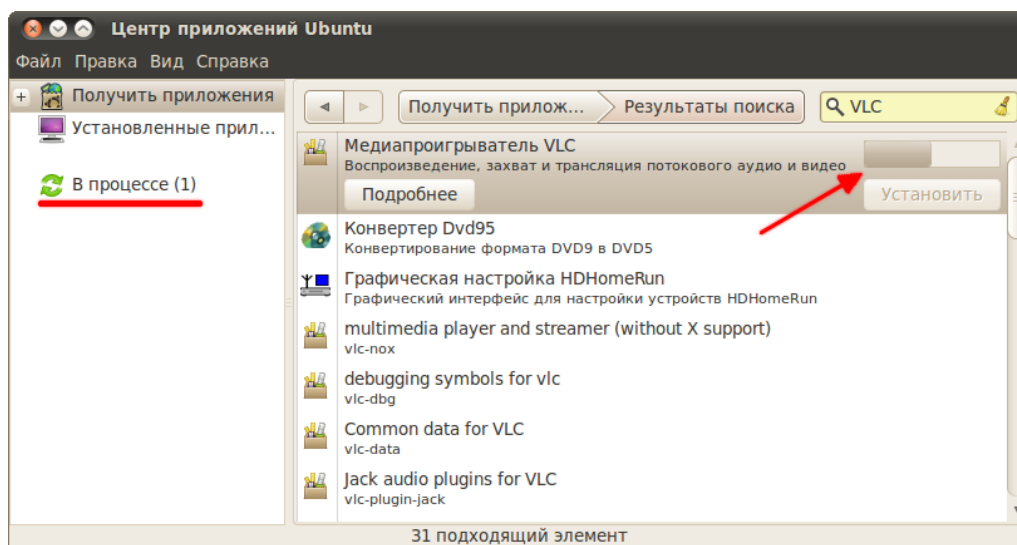 Центр приложений Ubuntu
Файл Правка Вид Справка
Получить приложения
Установленные прил...
В процессе (1)
Получить прилож...
Результаты поиска
VLC
Медиапроигрыватель VLC
Воспроизведение, захват и трансляция потокового аудио и видео
Подробнее
Установить
Конвертер Dvd95
Конвертирование формата DVD9 в DVD5
Графическая настройка HDHomeRun
Графический интерфейс для настройки устройств HDHomeRun
multimedia player and streamer (without X support)
vlc-nox
debugging symbols for vlc
vlc-dbg
Common data for VLC
vlc-data
Jack audio plugins for VLC
vlc-plugin-jack
31 подходящий элемент